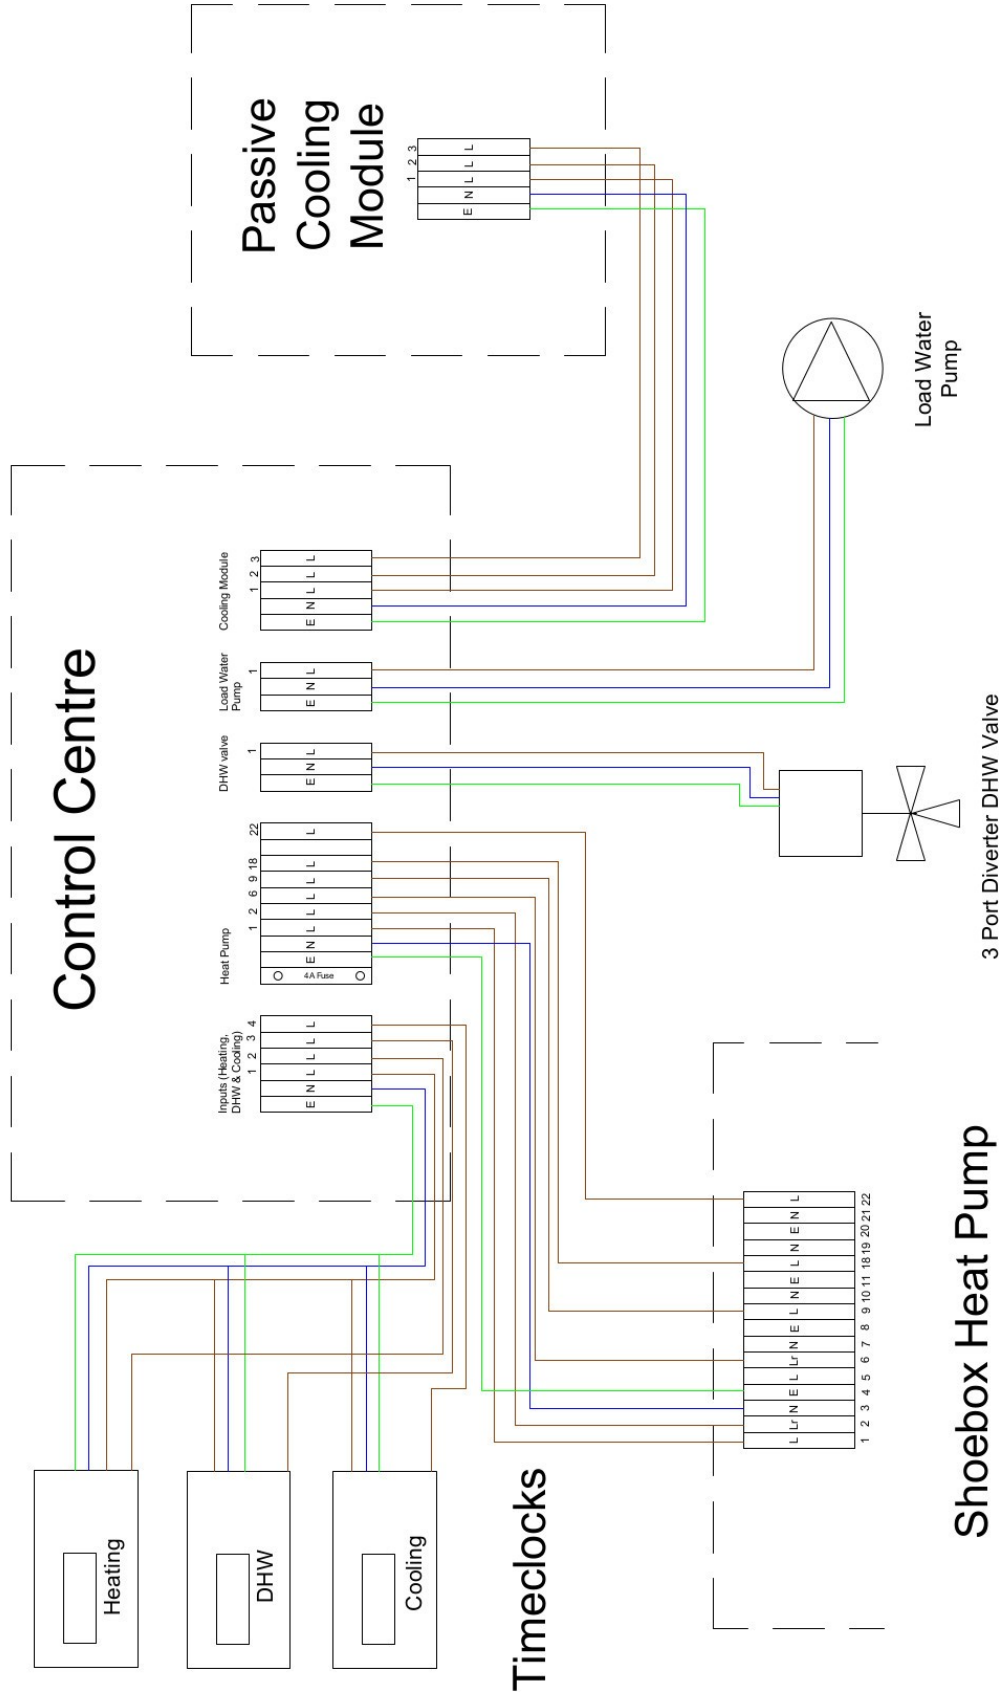 Control Centre
Passive
Cooling
Module
1 2 3
E N L L L
Inputs (Heating,
DHW & Cooling)
1 2 3 4
E N L L L L
Heat Pump
1 2 6 9 18 22
4A Fuse
E N L L L L L L
DHW valve
1
E N L
Load Water
Pump
1
E N L
Cooling Module
1 2 3
E N L L L
Heating
DHW
Cooling
Timeclocks
L Lr N E L Lr N E L N E L N E N L
1 2 3 4 5 6 7 8 9 10 11 18 19 20 21 22
Shoebox Heat Pump
3 Port Diverter DHW Valve
Load Water
Pump